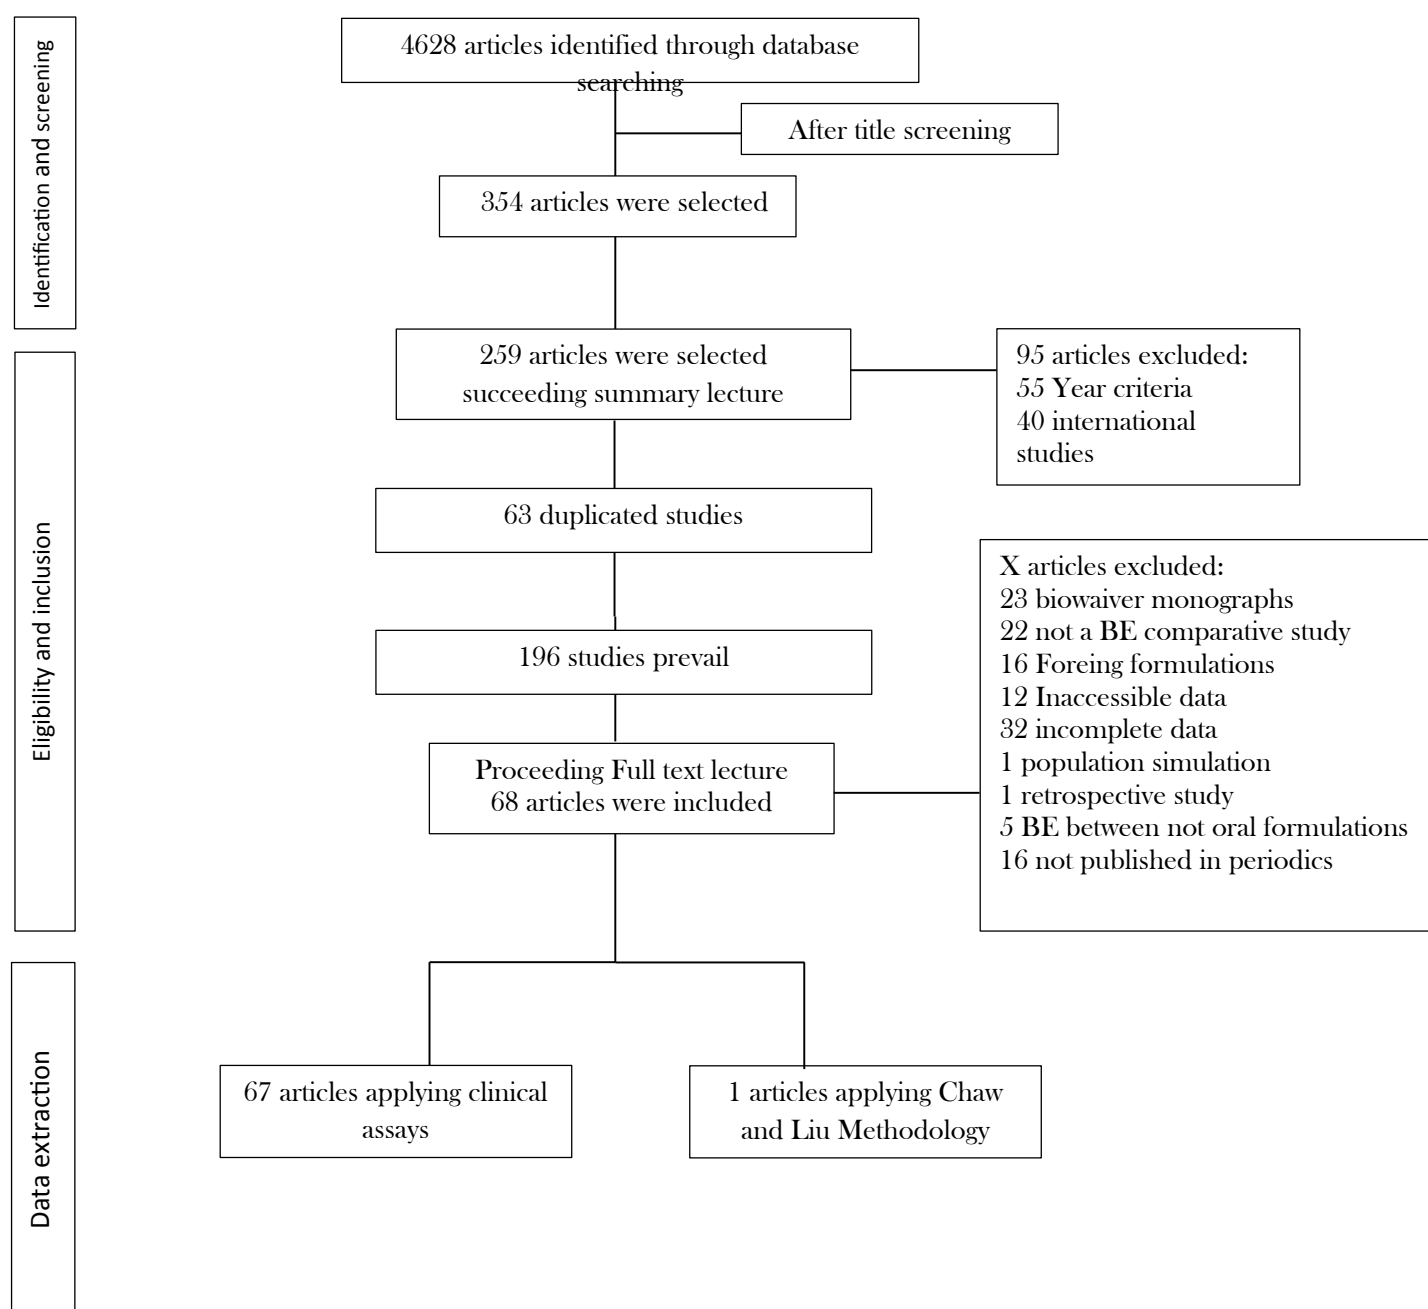 Identification and screening
4628 articles identified through database
searching
After title screening
354 articles were selected
Eligibility and inclusion
259 articles were selected
succeeding summary lecture
95 articles excluded:
55 Year criteria
40 international
studies
63 duplicated studies
196 studies prevail
Proceeding Full text lecture
68 articles were included
X articles excluded:
23 biowaiver monographs
22 not a BE comparative study
16 Foreing formulations
12 Inaccessible data
32 incomplete data
1 population simulation
1 retrospective study
5 BE between not oral formulations
16 not published in periodics
Data extraction
67 articles applying clinical
assays
1 articles applying Chaw
and Liu Methodology